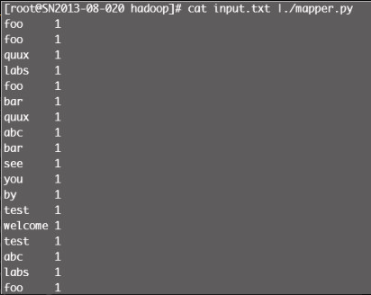 [root@SN2013-08-020 hadoop]# cat input.txt |./mapper.py
foo 1
foo 1
quux 1
labs 1
foo 1
bar 1
quux 1
abc 1
bar 1
see 1
you 1
by 1
test 1
welcome 1
test 1
abc 1
labs 1
foo 1